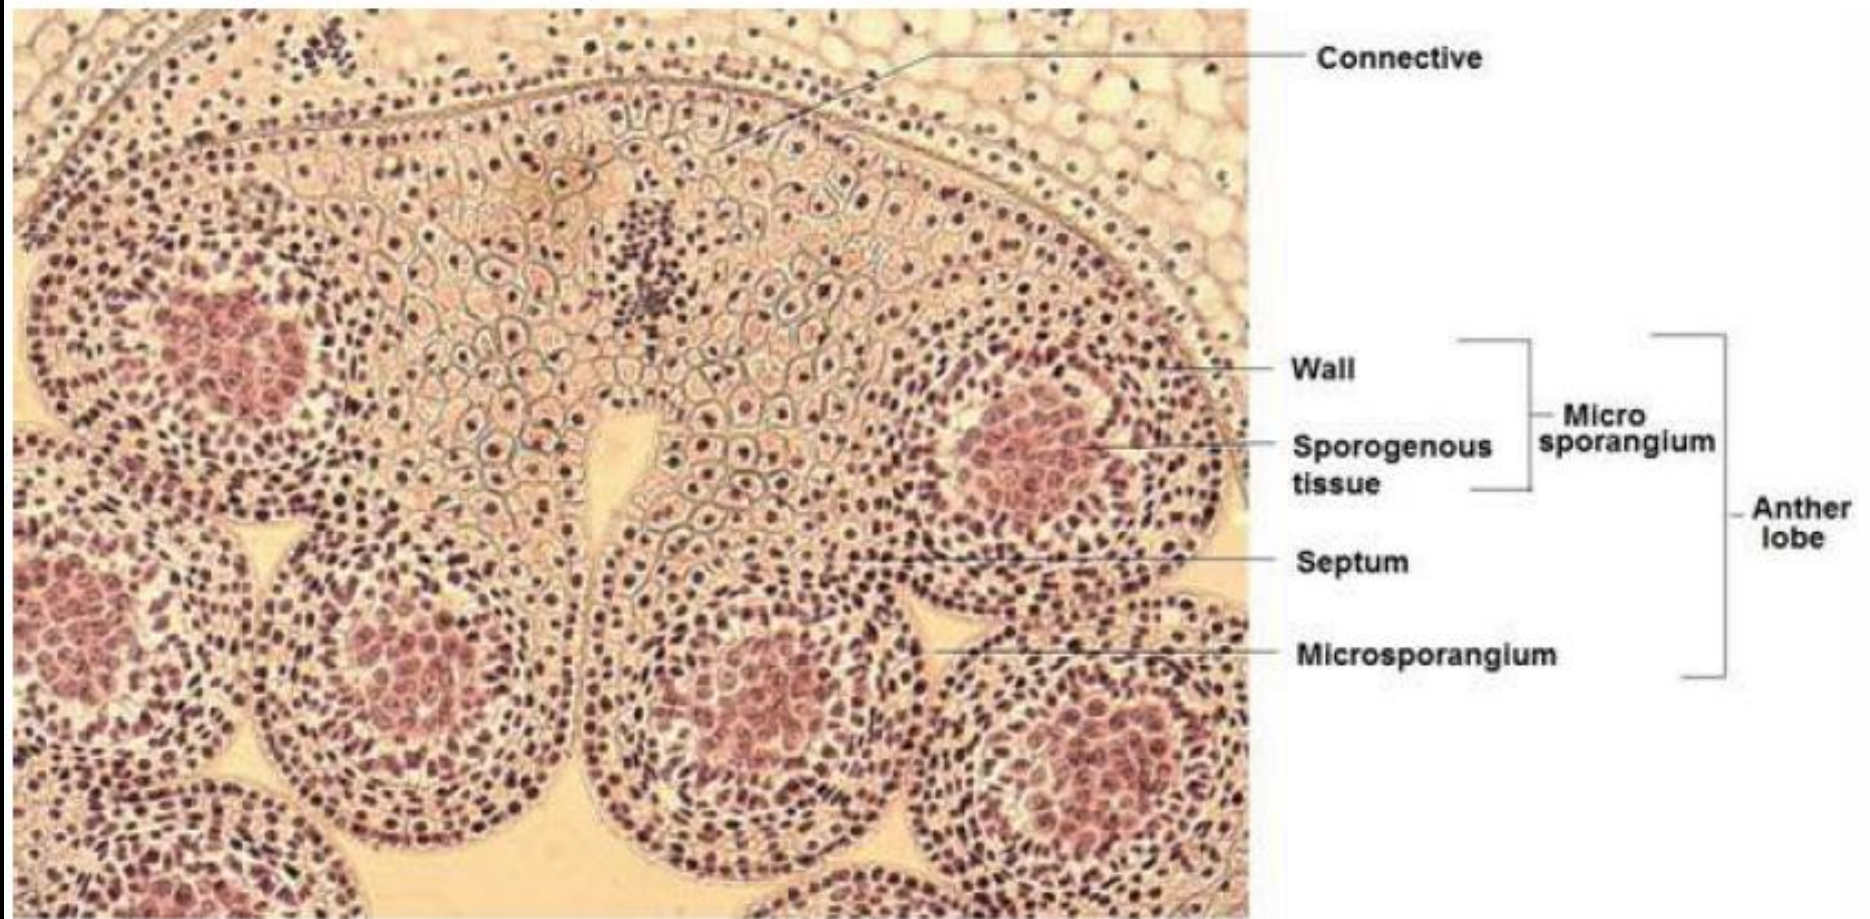 Connective
Wall
Sporogenous
tissue
Micro
sporangium
Anther
lobe
Septum
Microsporangium